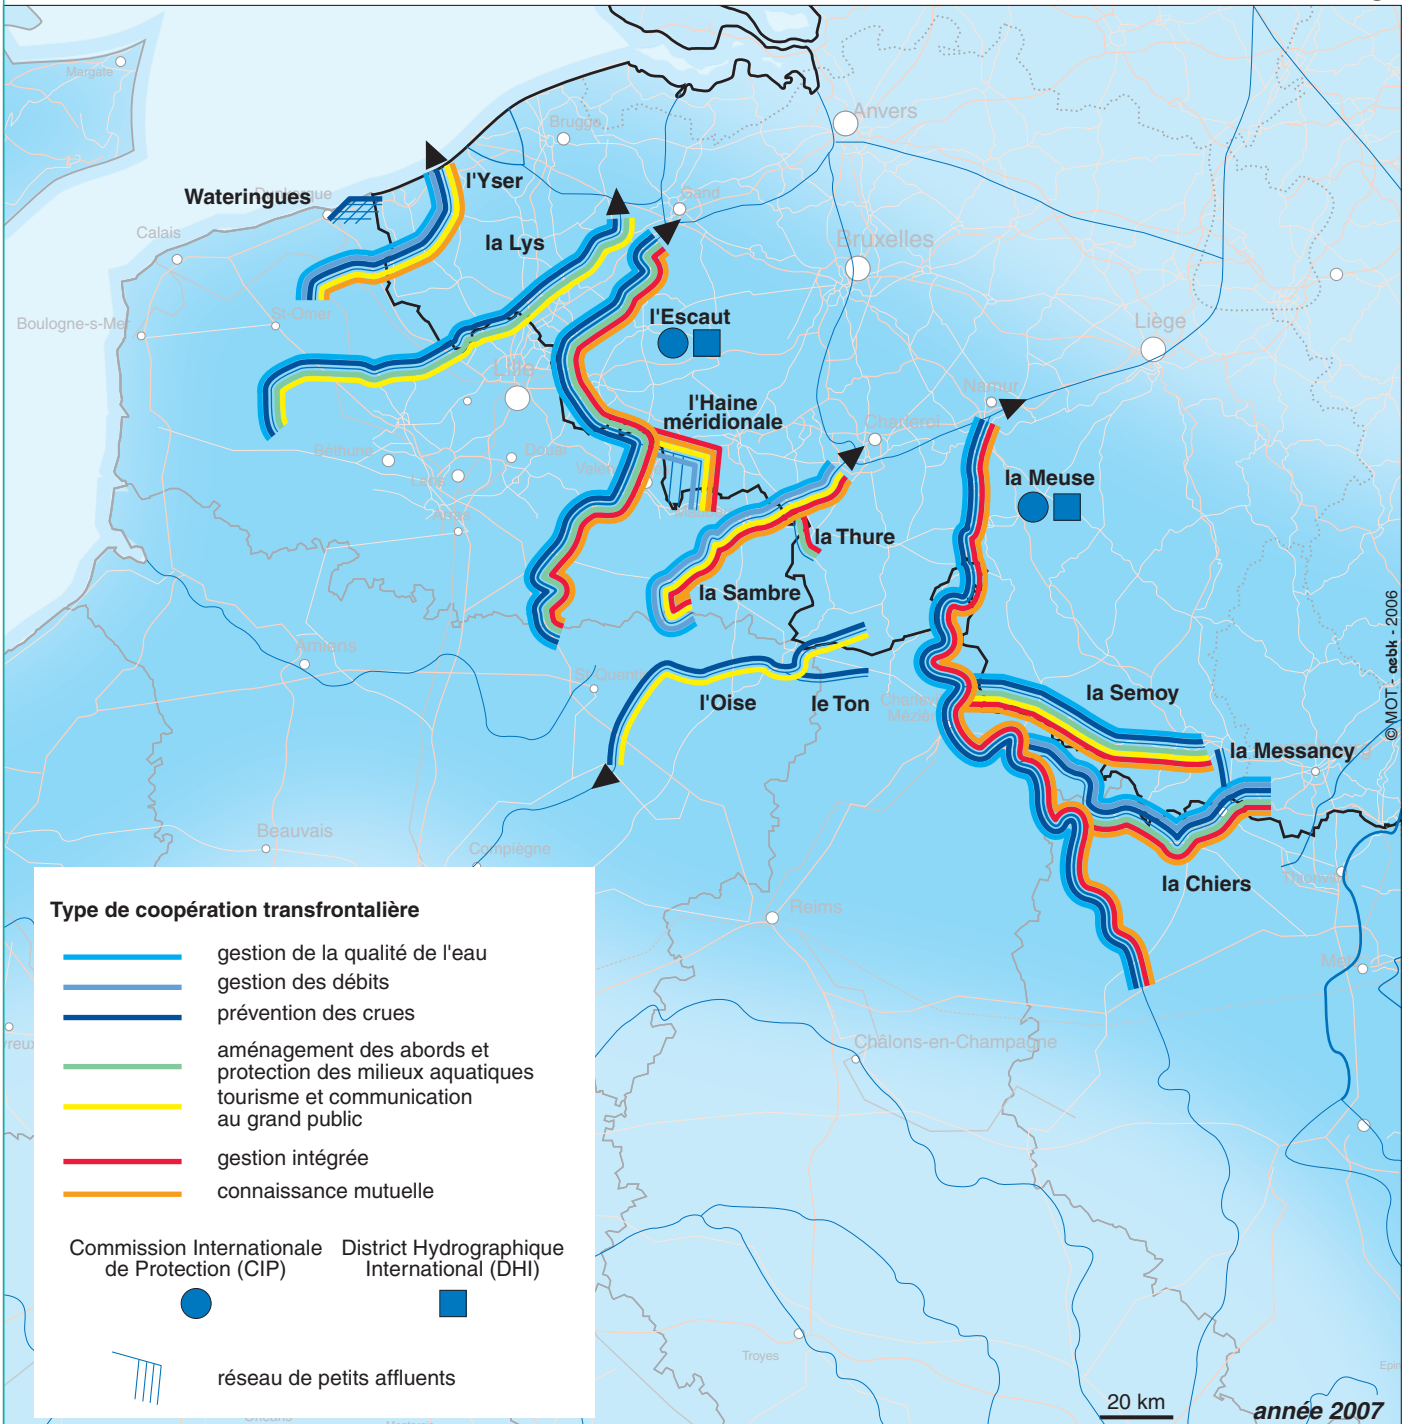 Margate
Anvers
Brugge
l'Yser
Wateringues
Dunkerque
Gand
Calais
la Lys
Bruxelles
St-Omer
l'Escaut
Boulogne-s-Mer
Liège
Lille
Namur
l'Haine
méridionale
Charleroi
Béthune
Douai
Valen
Lens
la Meuse
la Thure
la Sambre
© MOT - aebk - 2006
Amiens
St-Quentin
l'Oise
le Ton
Charlevil
Mézièr
la Semoy
la Messancy
Beauvais
Compiègne
la Chiers
Reims
Type de coopération transfrontalière
gestion de la qualité de l'eau
gestion des débits
prévention des crues
aménagement des abords et
protection des milieux aquatiques
tourisme et communication
au grand public
gestion intégrée
connaissance mutuelle
Commission Internationale
de Protection (CIP)
District Hydrographique
International (DHI)
réseau de petits affluents
Châlons-en-Champagne
Troyes
20 km
année 2007